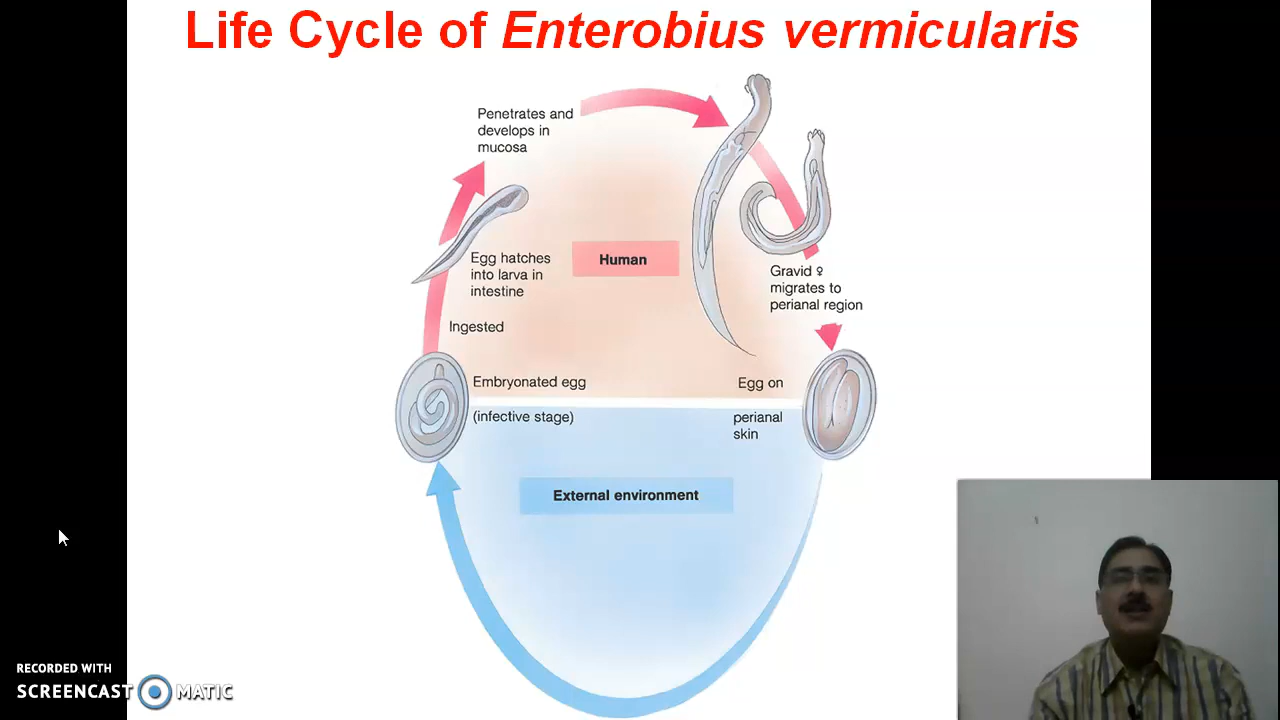 Life Cycle of Enterobius vermicularis
Penetrates and
develops in
mucosa
Egg hatches
into larva in
intestine
Human
Gravid ♀
migrates to
perianal region
Ingested
Embryonated egg
(infective stage)
Egg on
perianal
skin
External environment
RECORDED WITH
SCREENCAST MATIC